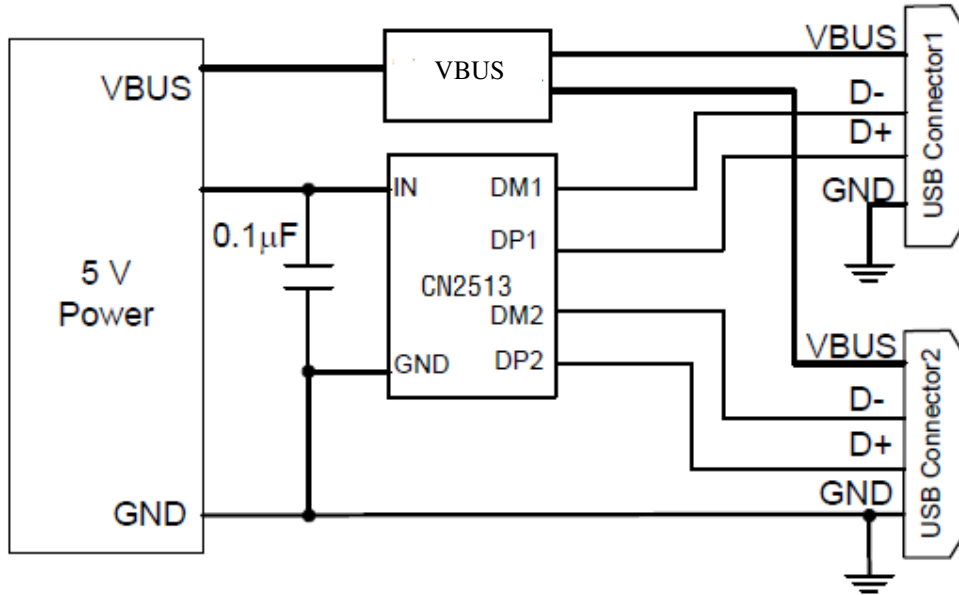 VBUS
5 V
Power
GND
VBUS
0.1μF
IN
DM1
DP1
CN2513
DM2
GND
DP2
VBUS
D-
D+
GND
USB Connector1
VBUS
D-
D+
GND
USB Connector2